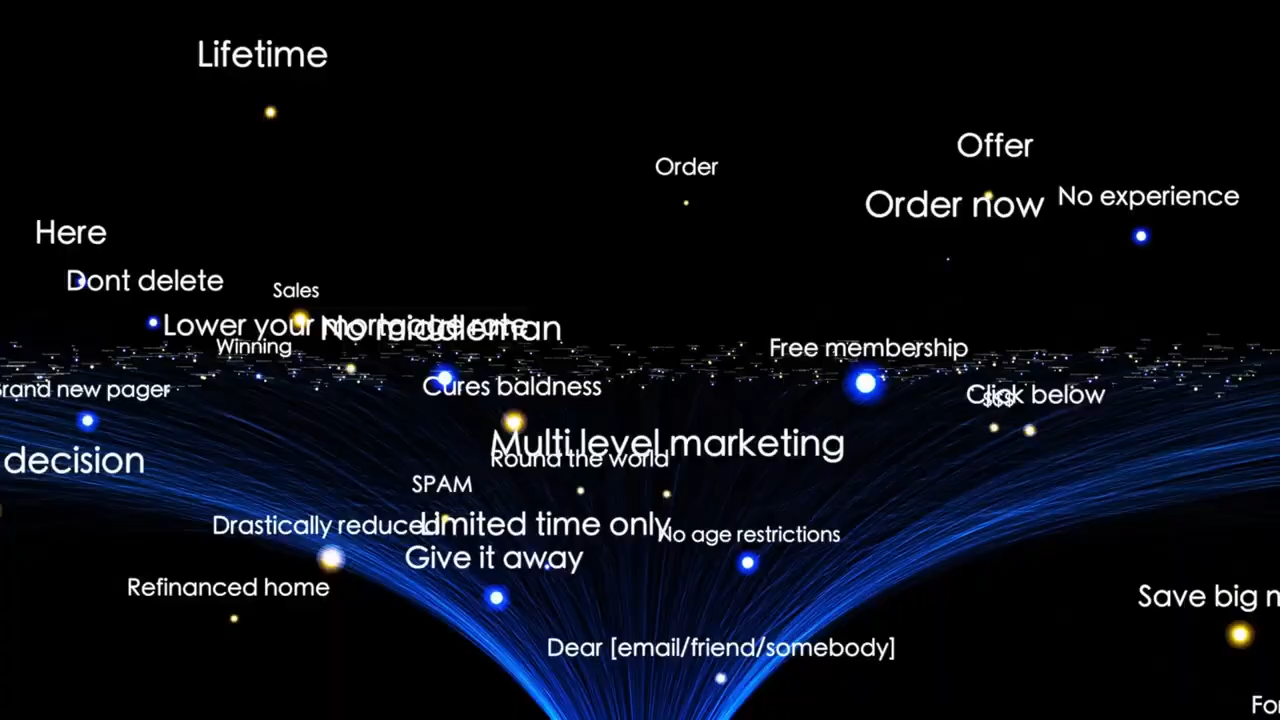 Lifetime
Offer
Order
No experience
Order now
Here
Dont delete
Sales
Lower your mortgage rate
No middleman
Winning
Free membership
Cures baldness
brand new pager
Click below
$$$
Multi level marketing
Round the world
decision
SPAM
Drastically reduced
Limited time only
No age restrictions
Give it away
Refinanced home
Save big
Dear [email/friend/somebody]